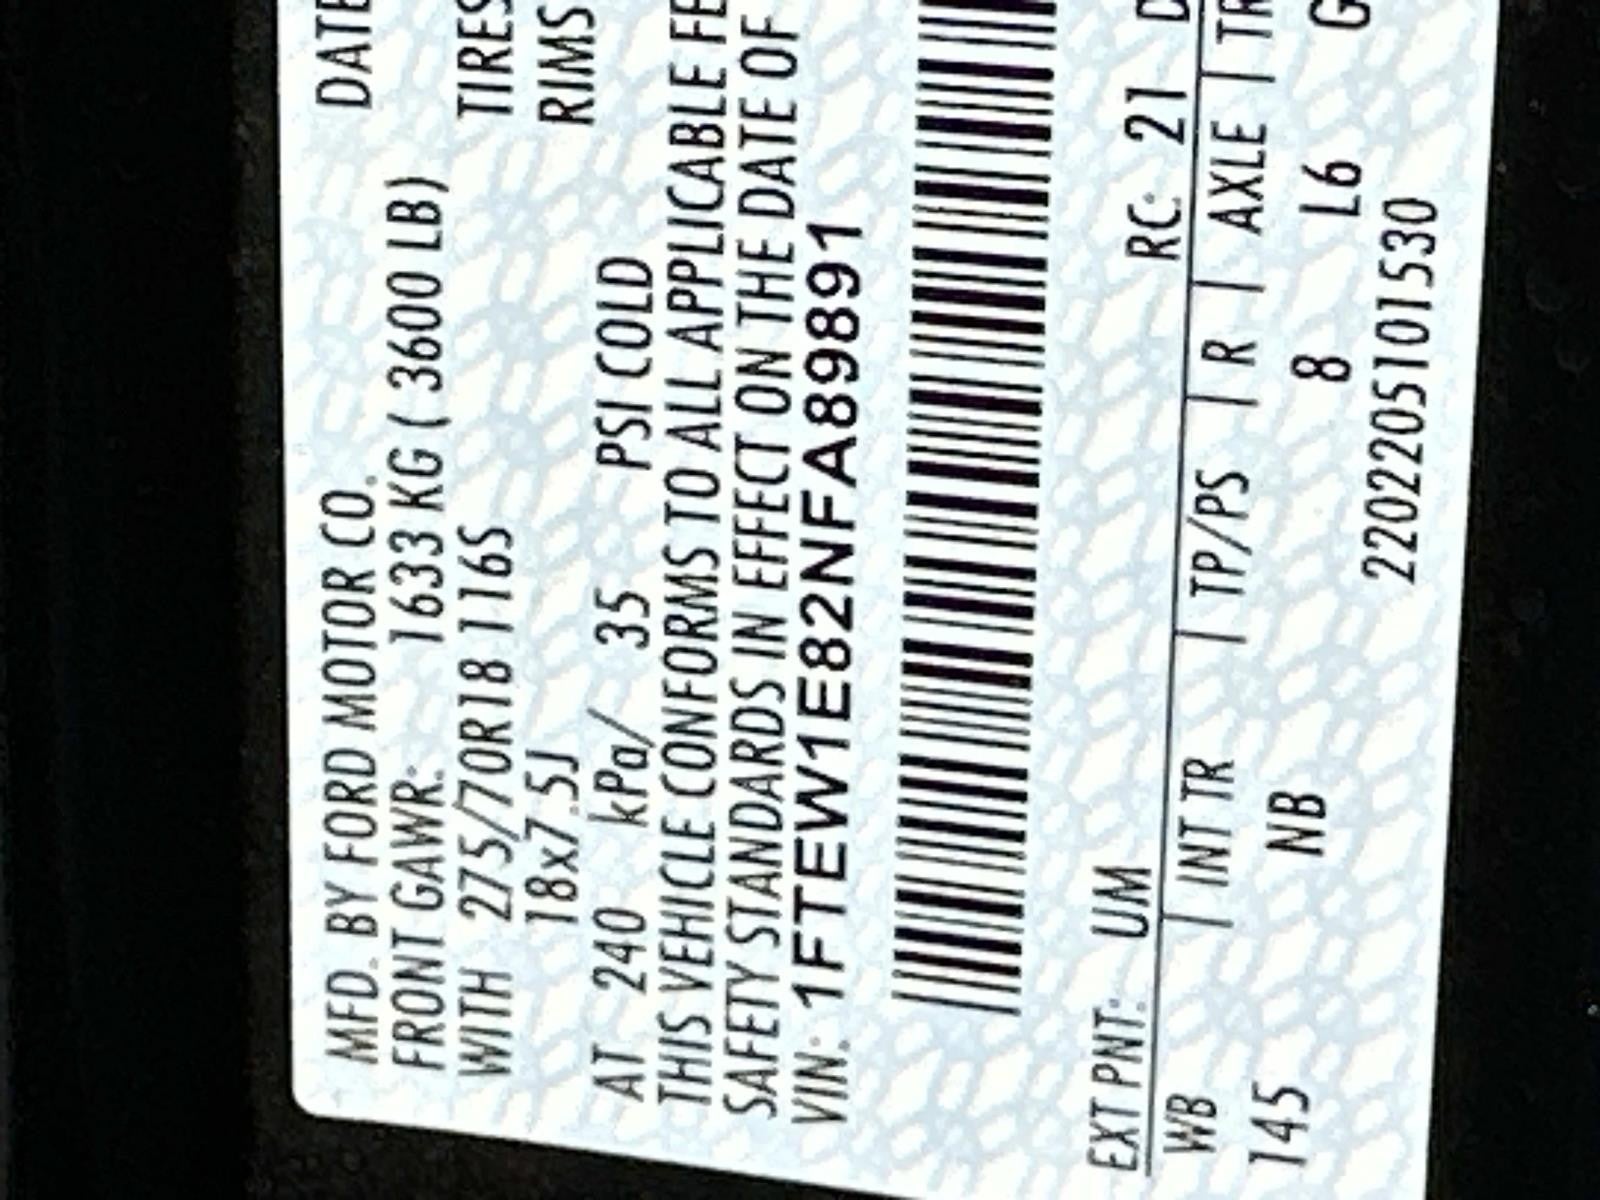 MFD. BY FORD MOTOR CO. DATE
FRONT GAWR: 1633 KG ( 3600 LB)
WITH 275/70R18 116S TIRES
18x7.5J RIMS
AT 240 kPa/ 35 PSI COLD
THIS VEHICLE CONFORMS TO ALL APPLICABLE FE
SAFETY STANDARDS IN EFFECT ON THE DATE OF
VIN: 1FTEW1E82NFA89891
EXT PNT: UM RC: 21 D
WB | INT TR | TP/PS | R | AXLE | TR
145 NB 8 L6 G
2202205101530